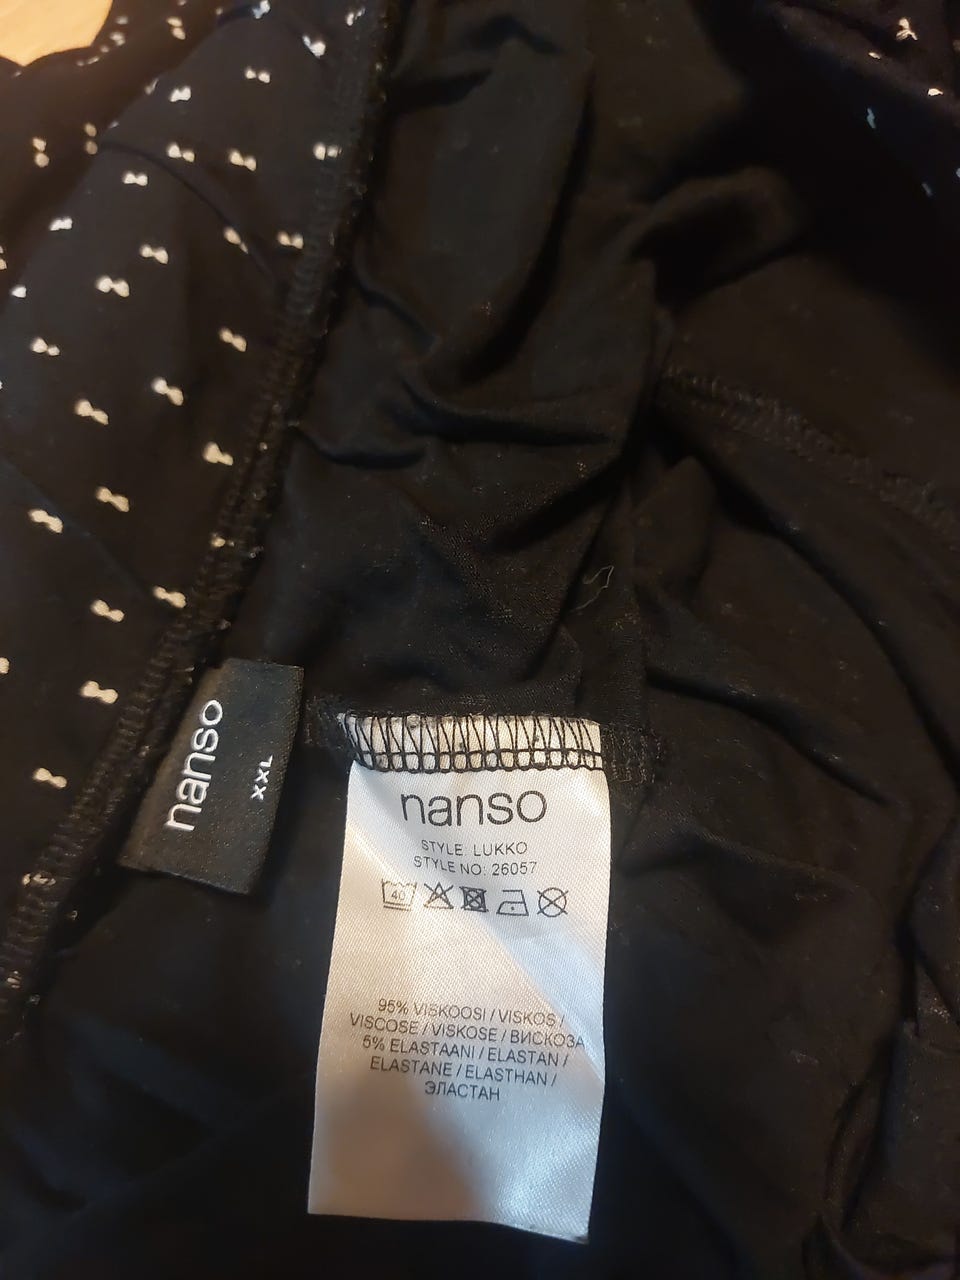 nanso
XXL
nanso
STYLE: LUKKO
STYLE NO: 26057
40
95% VISKOOSI / VISKOS /
VISCOSE / VISKOSE / ВИСКОЗА
5% ELASTAANI / ELASTAN /
ELASTANE / ELASTHAN /
ЭЛАСТАН